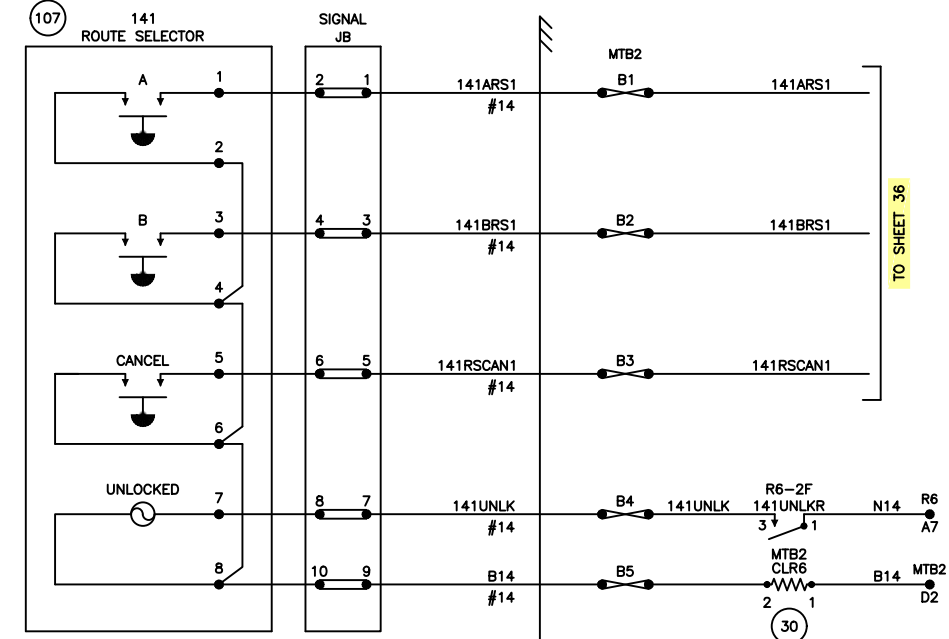 107
141
ROUTE SELECTOR
SIGNAL
JB
MTB2
A
1
2
1
141ARS1
#14
B1
141ARS1
2
B
3
4
3
141BRS1
#14
B2
141BRS1
TO SHEET 36
4
CANCEL
5
6
5
141RSCAN1
#14
B3
141RSCAN1
6
UNLOCKED
7
8
7
141UNLK
#14
B4
141UNLK
R6-2F
141UNLKR
3
1
N14
R6
A7
8
10
9
B14
#14
B5
MTB2
CLR6
2
1
B14
MTB2
D2
30